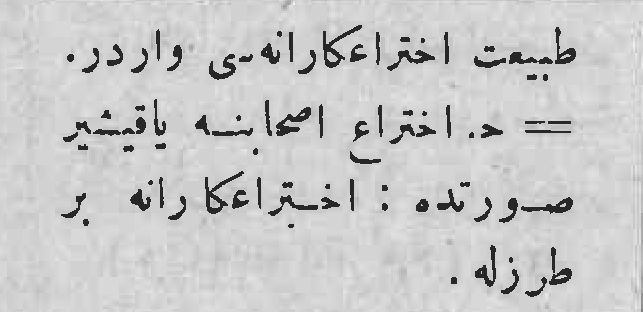 طبیعت اختراعکارانه‌سی واردر.
= ح. اختراع اصحابنه یاقیشیر
صورتده : اختراعکارانه بر
طرزله .